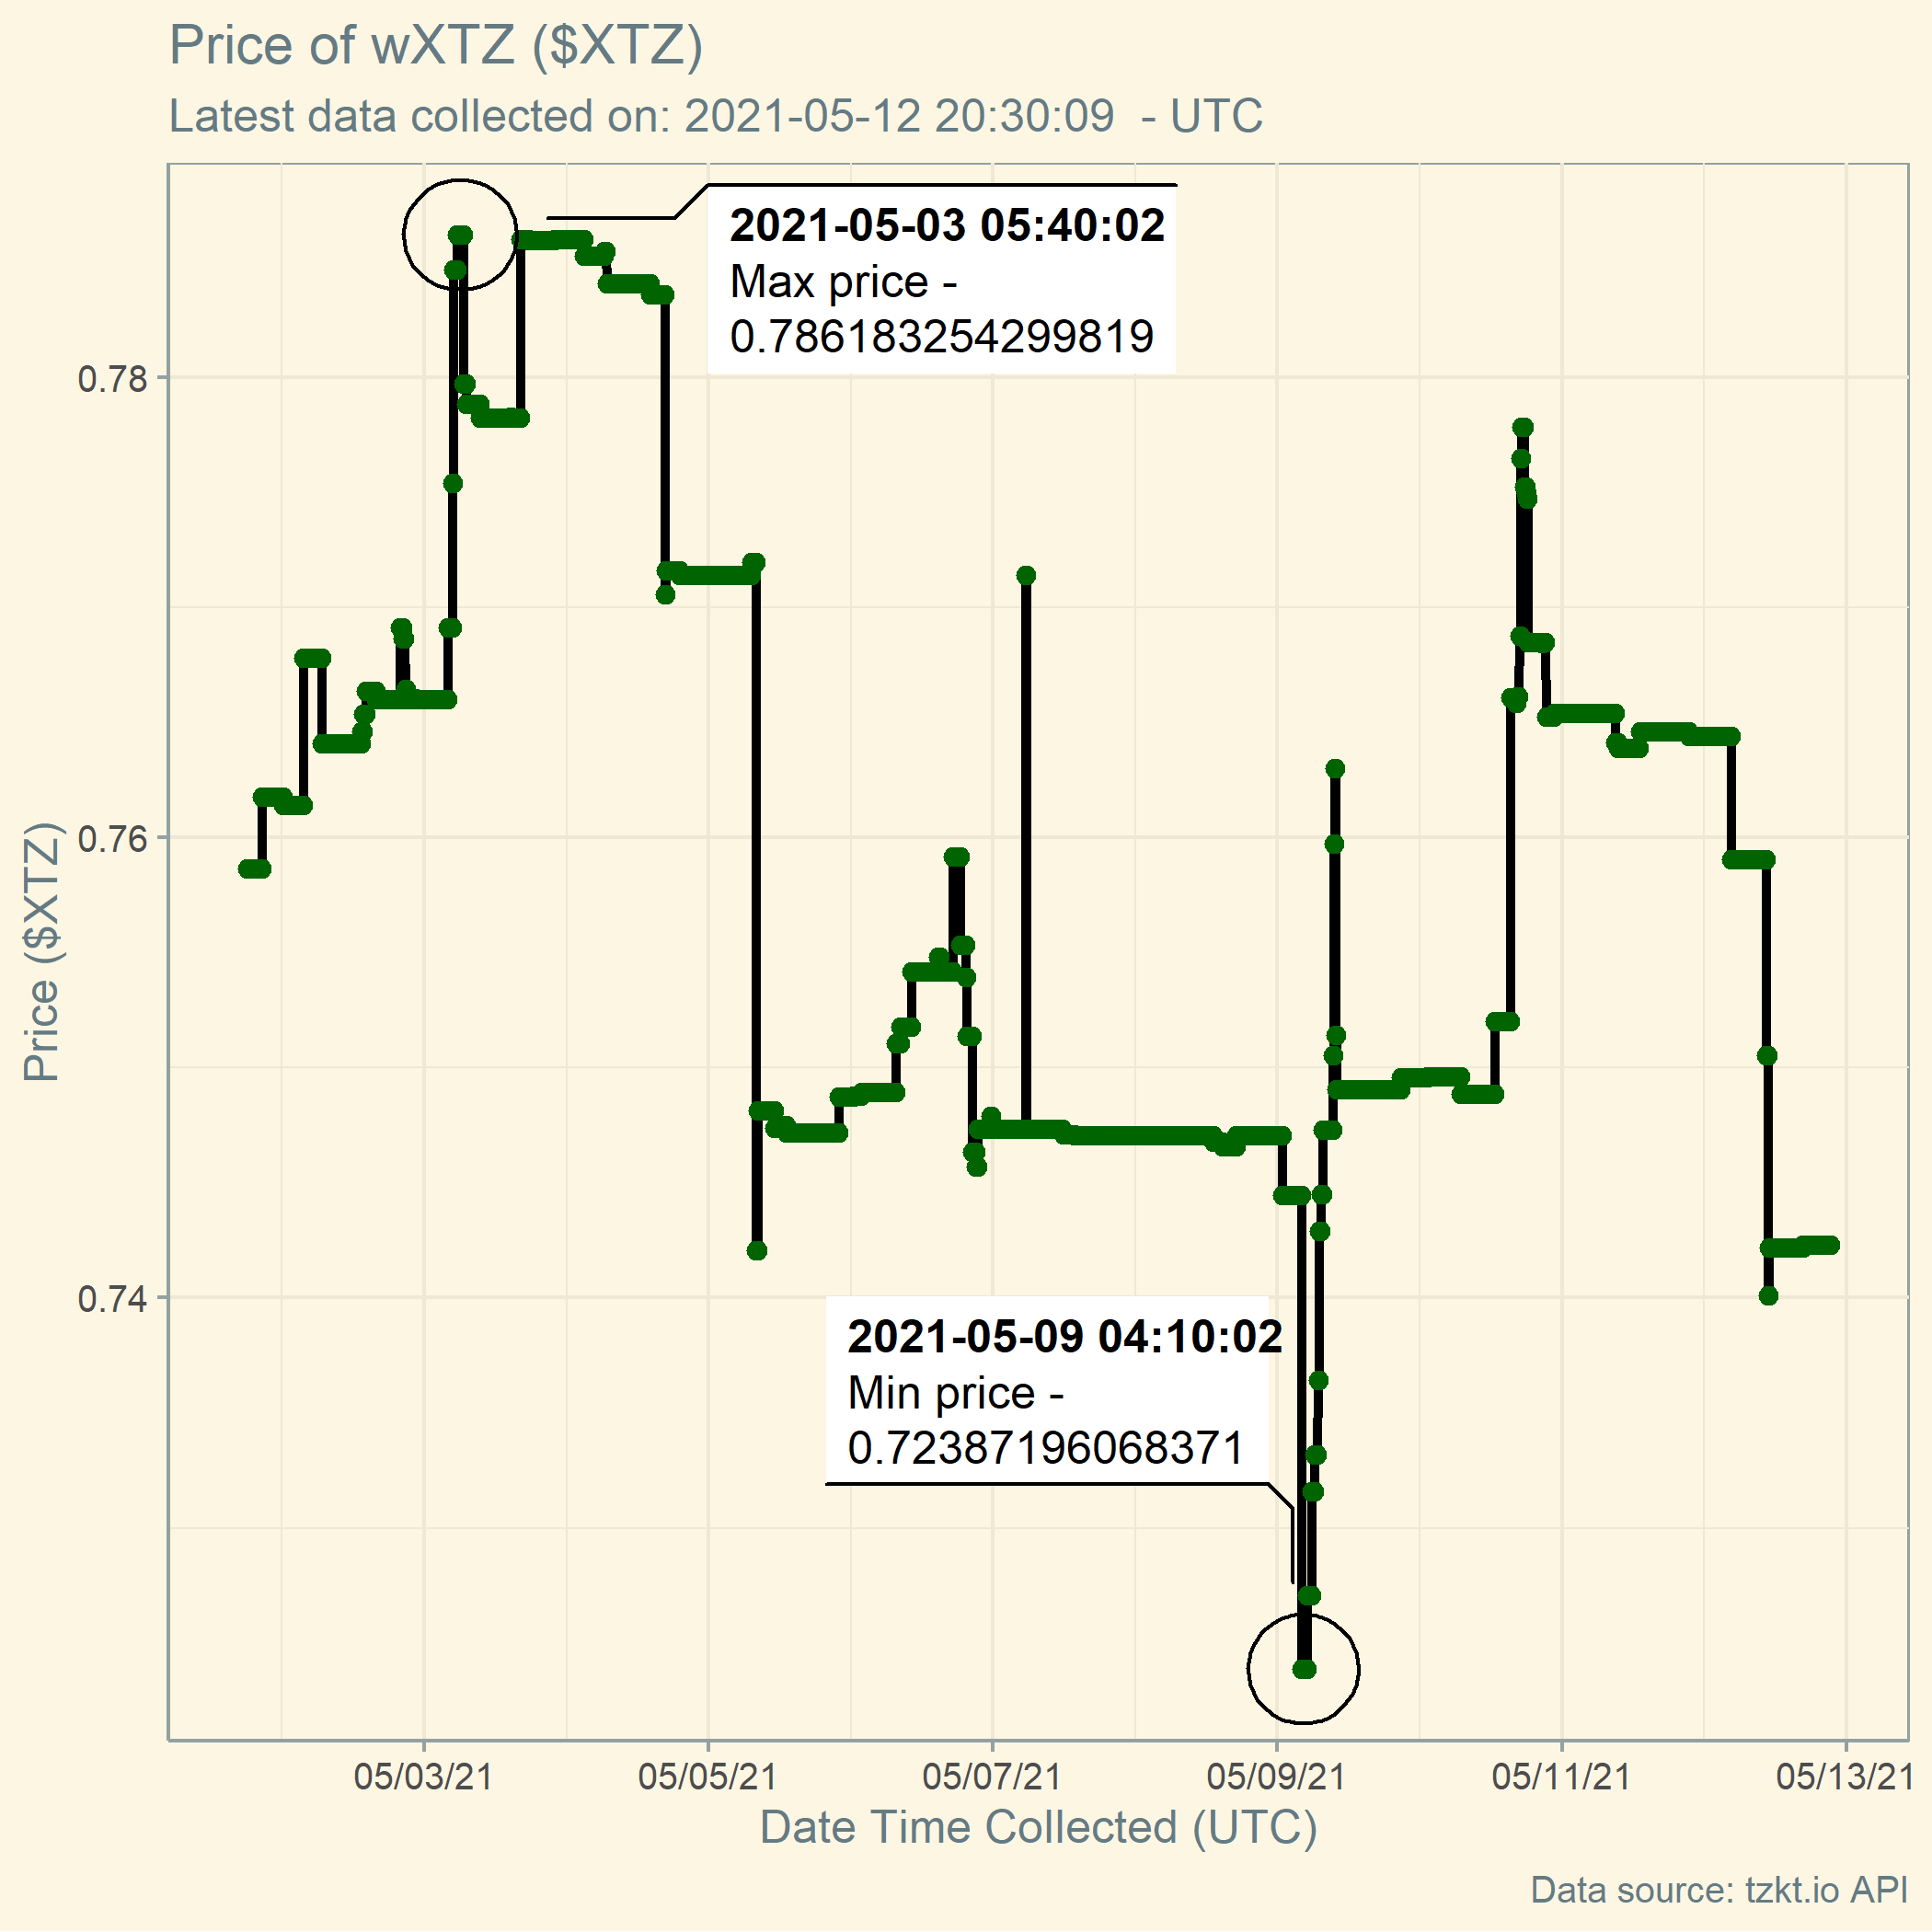 Price of wXTZ ($XTZ)
Latest data collected on: 2021-05-12 20:30:09  - UTC
2021-05-03 05:40:02
Max price -
0.786183254299819
0.78
0.76
Price ($XTZ)
0.74
2021-05-09 04:10:02
Min price -
0.72387196068371
05/03/21 05/05/21 05/07/21 05/09/21 05/11/21 05/13/21
Date Time Collected (UTC)
Data source: tzkt.io API